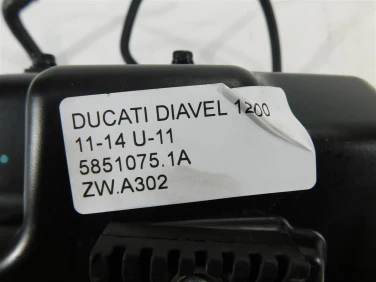 DUCATI DIAVEL 1200
11-14 U-11
5851075.1A
ZW.A302